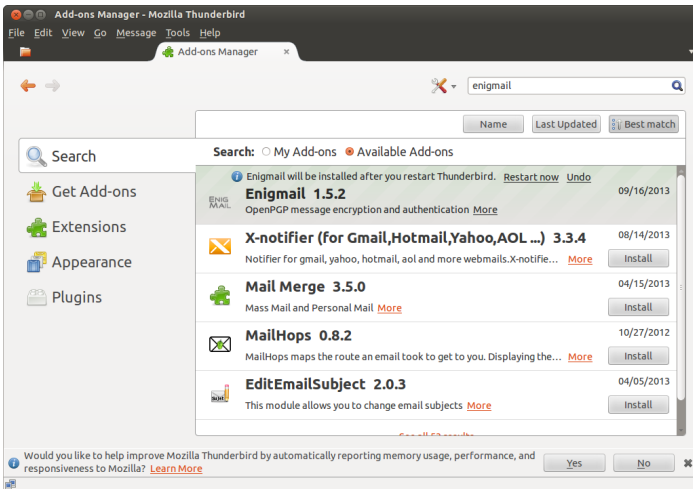 Add-ons Manager - Mozilla Thunderbird
File Edit View Go Message Tools Help
Add-ons Manager ×
enigmail
Name Last Updated Best match
Search: My Add-ons Available Add-ons
Search
Get Add-ons
Extensions
Appearance
Plugins
Enigmail will be installed after you restart Thunderbird. Restart now Undo
ENIG
MAIL
Enigmail 1.5.2 09/16/2013
OpenPGP message encryption and authentication More
X-notifier (for Gmail,Hotmail,Yahoo,AOL ...) 3.3.4 08/14/2013
Notifier for gmail, yahoo, hotmail, aol and more webmails.X-notifie... More Install
Mail Merge 3.5.0 04/15/2013
Mass Mail and Personal Mail More Install
MailHops 0.8.2 10/27/2012
MailHops maps the route an email took to get to you. Displaying the... More Install
EditEmailSubject 2.0.3 04/05/2013
This module allows you to change email subjects More Install
See all 53 results
Would you like to help improve Mozilla Thunderbird by automatically reporting memory usage, performance, and
responsiveness to Mozilla? Learn More Yes No